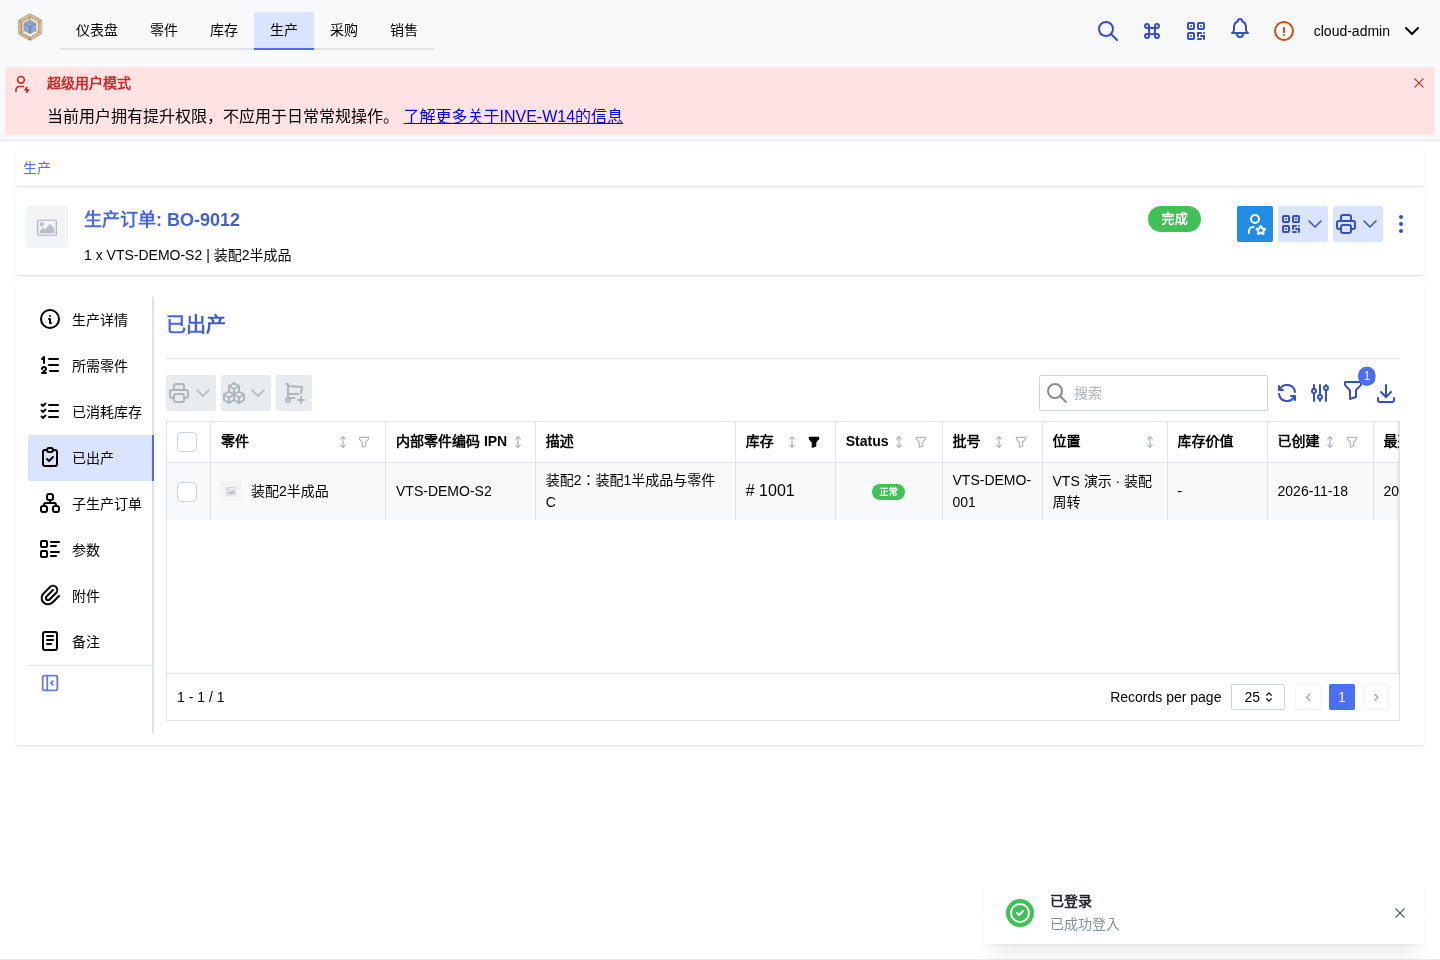 仪表盘 零件 库存 生产 采购 销售 cloud-admin
超级用户模式
当前用户拥有提升权限，不应用于日常常规操作。 了解更多关于INVE-W14的信息
生产
生产订单: BO-9012 完成
1 x VTS-DEMO-S2 | 装配2半成品
生产详情
所需零件
已消耗库存
已出产
子生产订单
参数
附件
备注
已出产
搜索 1
零件 内部零件编码 IPN 描述 库存 Status 批号 位置 库存价值 已创建
装配2半成品 VTS-DEMO-S2 装配2：装配1半成品与零件 # 1001 正常 VTS-DEMO- VTS 演示 · 装配 - 2026-11-18 20
C 001 周转
1 - 1 / 1 Records per page 25 1
已登录
已成功登入